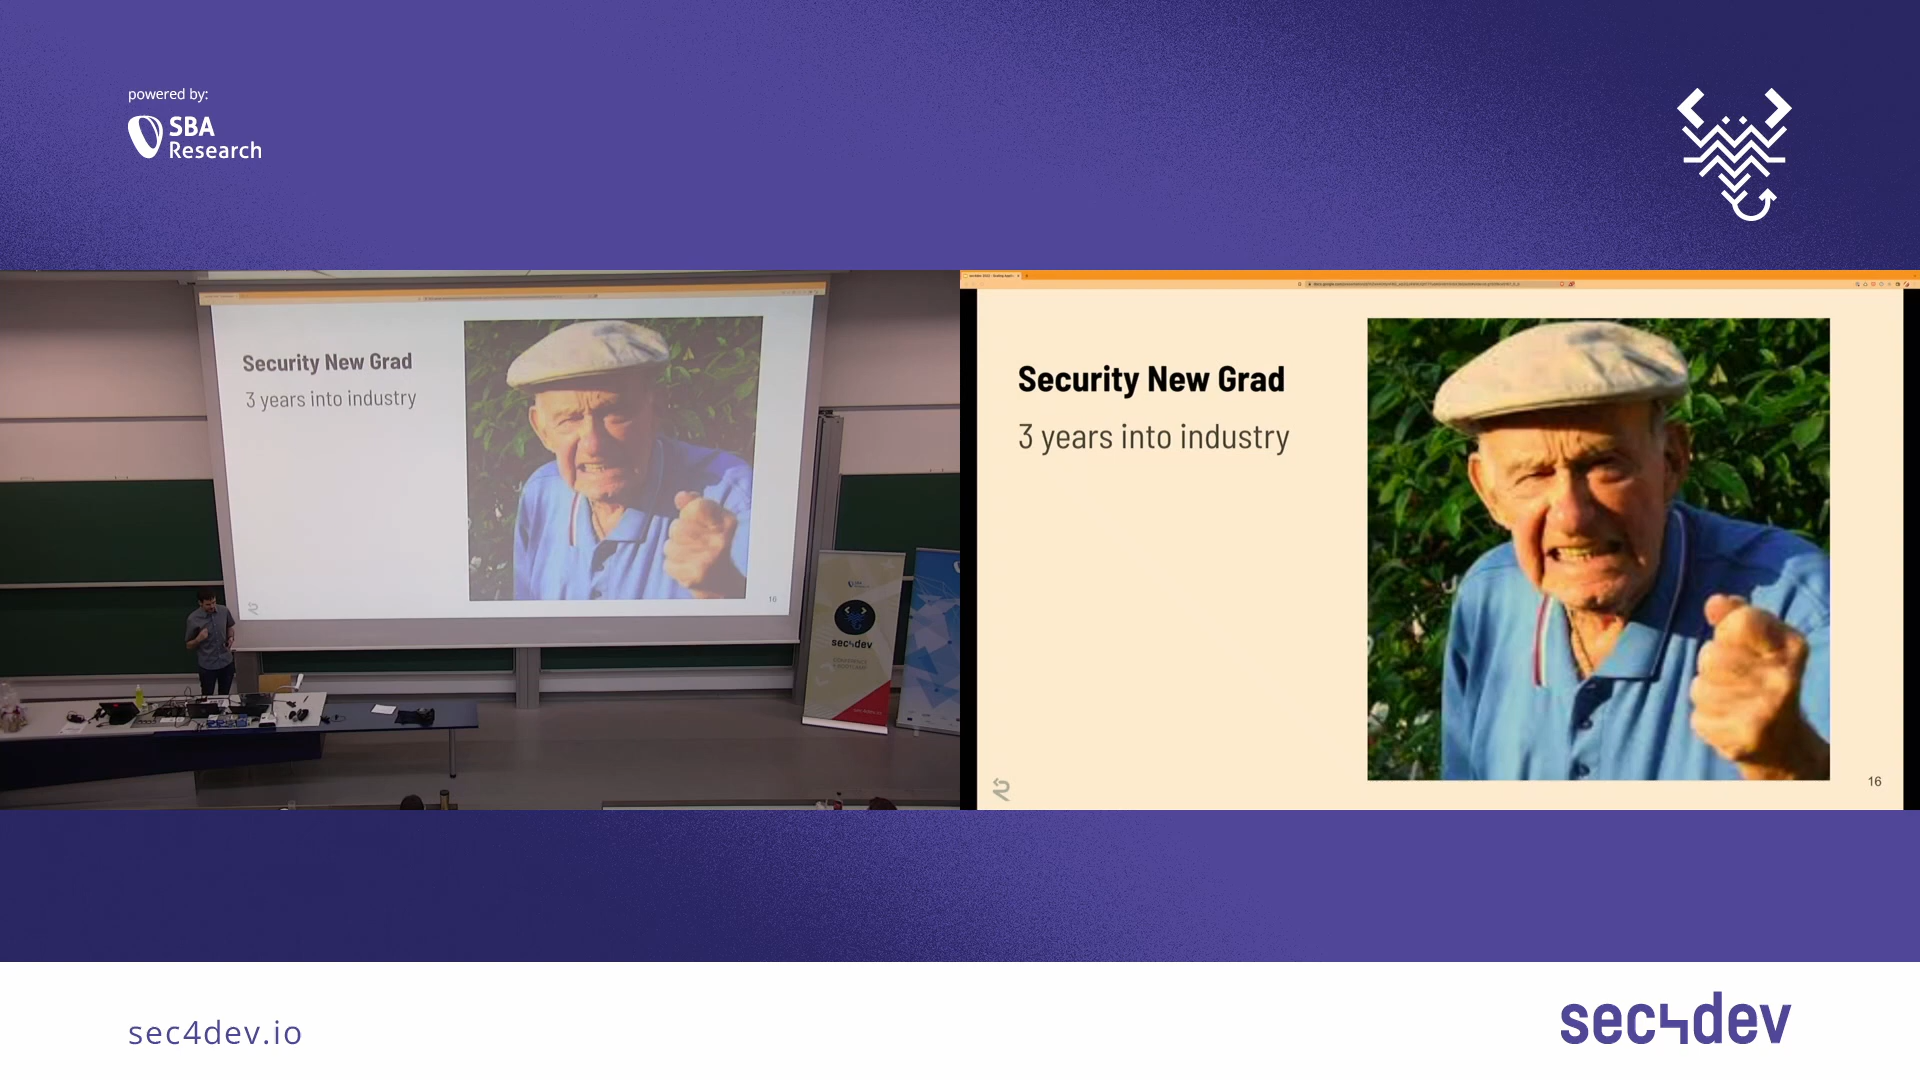 powered by:
SBA
Research
Security New Grad
3 years into industry
16
sec4dev
Security New Grad
3 years into industry
16
sec4dev.io
sec4dev